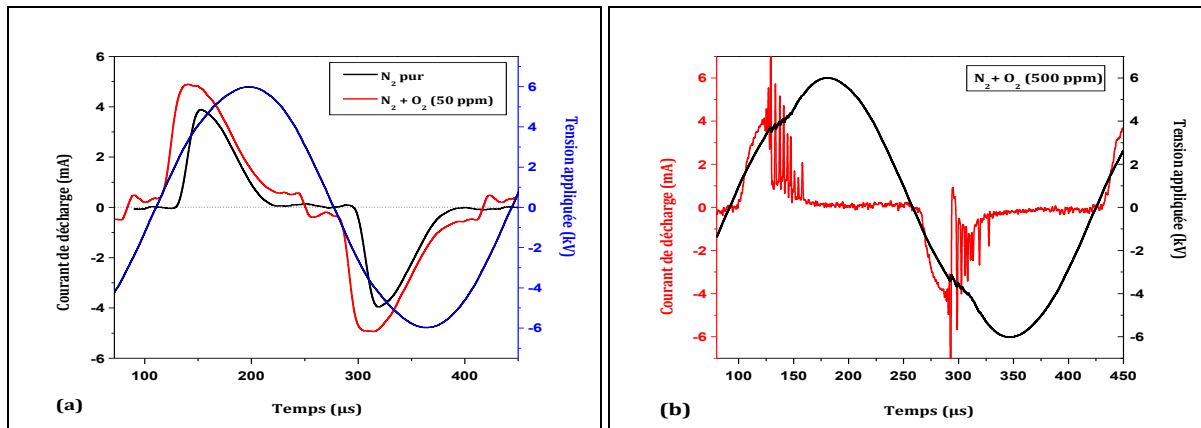 N₂ pur
N₂ + O₂ (50 ppm)
Courant de décharge (mA)
6
4
2
0
-2
-4
-6
6
4
2
0
-2
-4
-6
Tension appliquée (kV)
100 200 300 400
Temps (µs)
(a)
N₂ + O₂ (500 ppm)
Courant de décharge (mA)
6
4
2
0
-2
-4
-6
6
4
2
0
-2
-4
-6
Tension appliquée (kV)
100 150 200 250 300 350 400 450
Temps (µs)
(b)